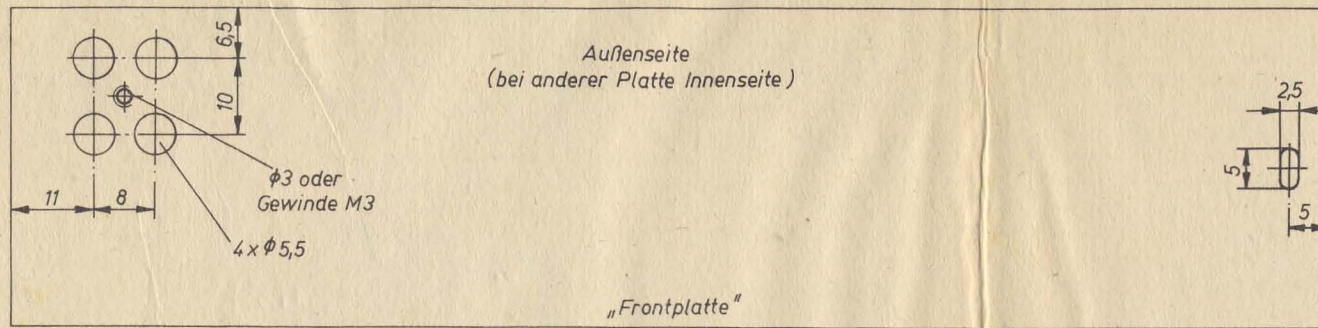 6,5
Außenseite
(bei anderer Platte Innenseite)
10
2,5
5
ϕ3 oder
Gewinde M3
11
8
5
4×ϕ5,5
„Frontplatte"